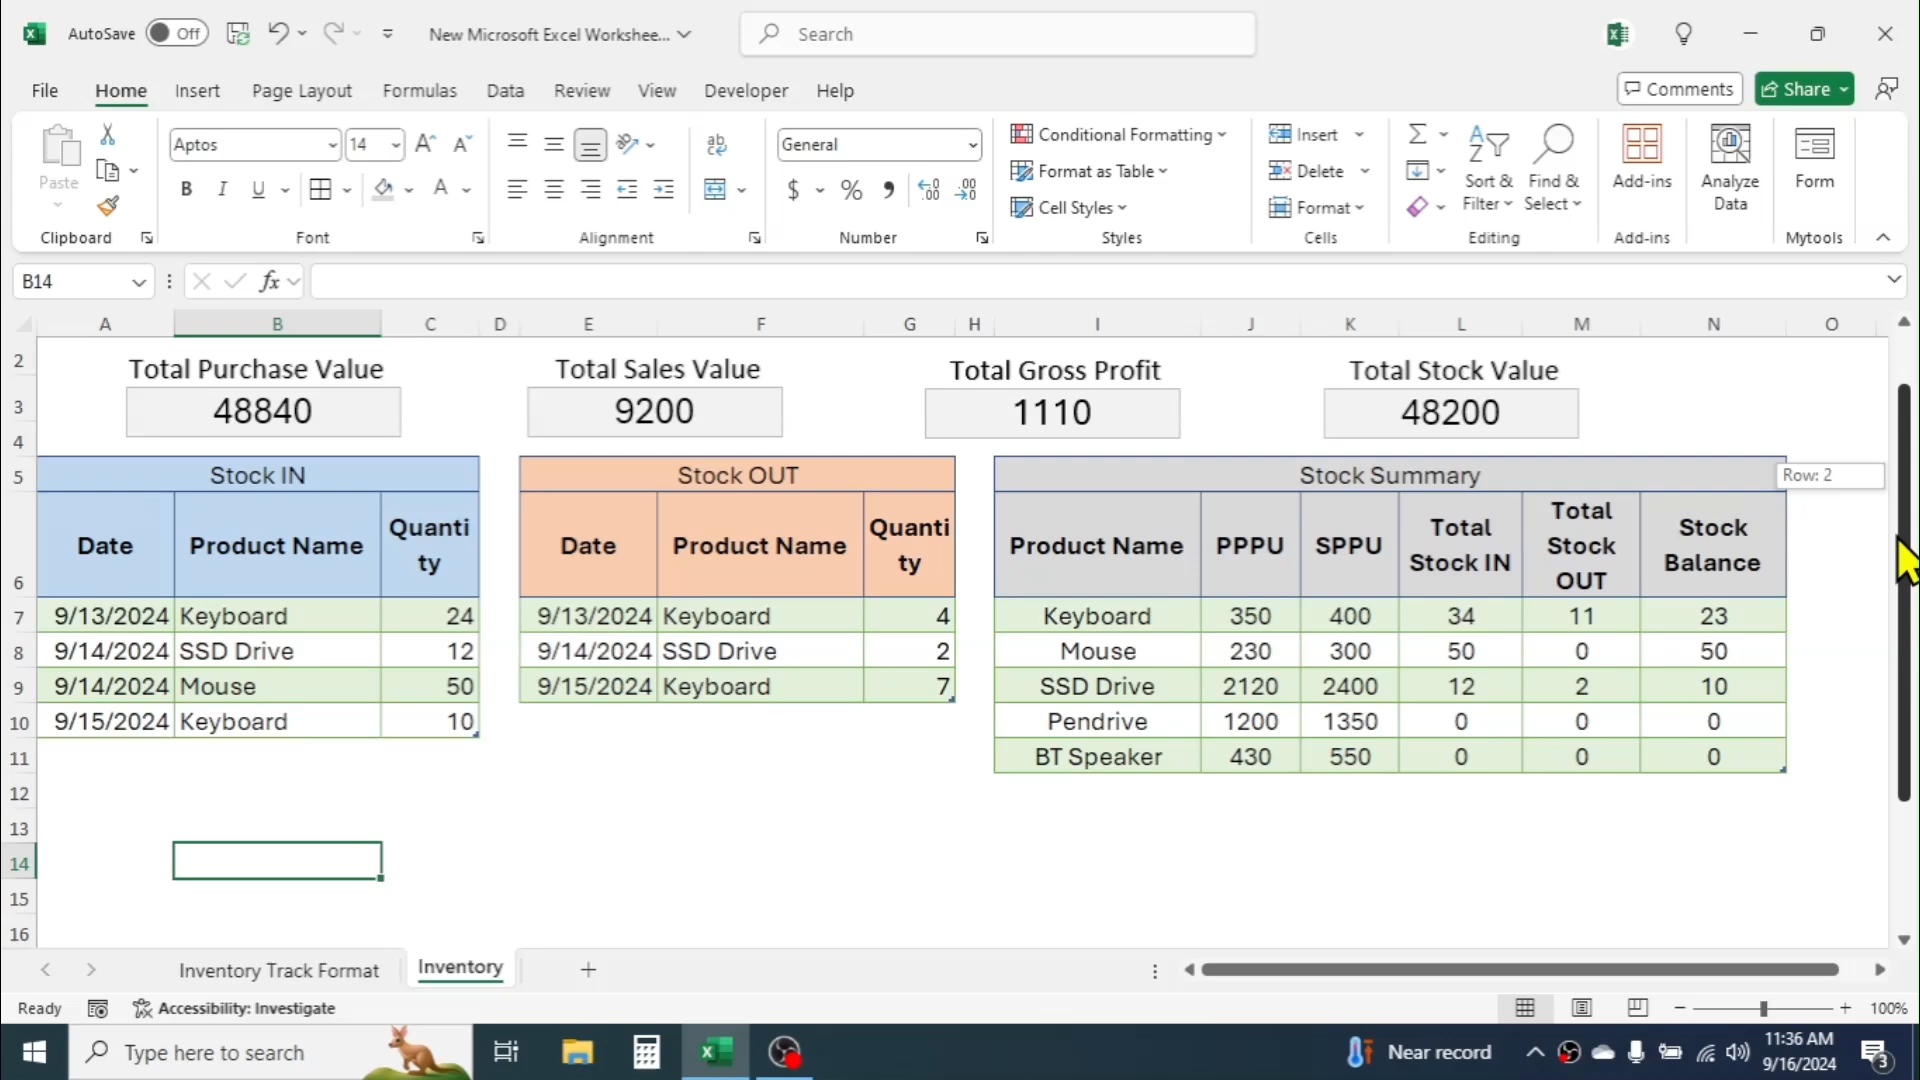 AutoSave Off New Microsoft Excel Workshee... Search
File Home Insert Page Layout Formulas Data Review View Developer Help Comments Share
Paste Aptos 14 General Conditional Formatting Insert
Format as Table Delete
B I U A $ % Cell Styles Format
Sort & Filter Find & Select Add-ins Analyze Data Form
Clipboard Font Alignment Number Styles Cells Editing Add-ins Mytools
B14 fx
A B C D E F G H I J K L M N O
2 Total Purchase Value Total Sales Value Total Gross Profit Total Stock Value
3 48840 9200 1110 48200
4
5 Stock IN Stock OUT Stock Summary Row: 2
6 Date Product Name Quanti ty Date Product Name Quanti ty Product Name PPPU SPPU Total Stock IN Total Stock OUT Stock Balance
7 9/13/2024 Keyboard 24 9/13/2024 Keyboard 4 Keyboard 350 400 34 11 23
8 9/14/2024 SSD Drive 12 9/14/2024 SSD Drive 2 Mouse 230 300 50 0 50
9 9/14/2024 Mouse 50 9/15/2024 Keyboard 7 SSD Drive 2120 2400 12 2 10
10 9/15/2024 Keyboard 10 Pendrive 1200 1350 0 0 0
11 BT Speaker 430 550 0 0 0
12
13
14
15
16
Inventory Track Format Inventory
Ready Accessibility: Investigate 100%
Type here to search Near record 11:36 AM
9/16/2024 3